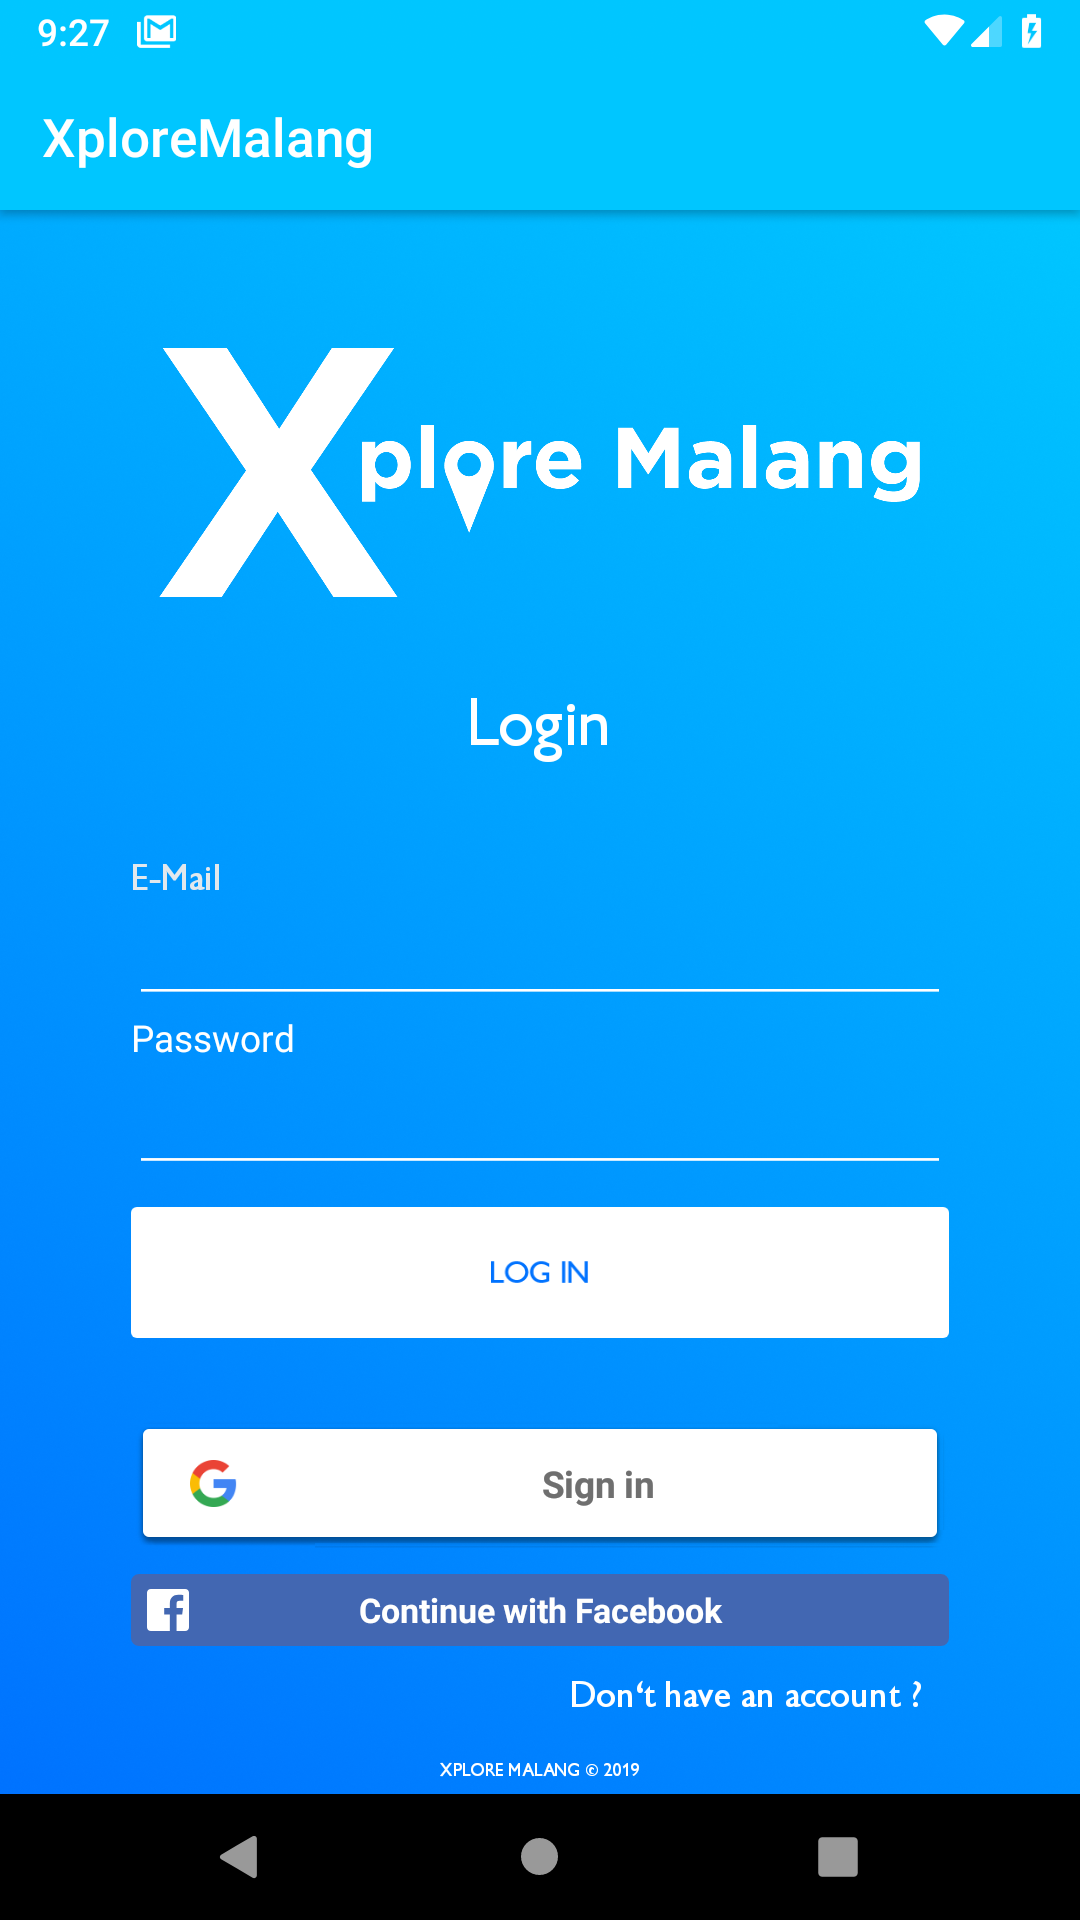 9:27
XploreMalang
Xplore Malang
Login
E-Mail
Password
LOG IN
Sign in
Continue with Facebook
Don't have an account ?
XPLORE MALANG © 2019